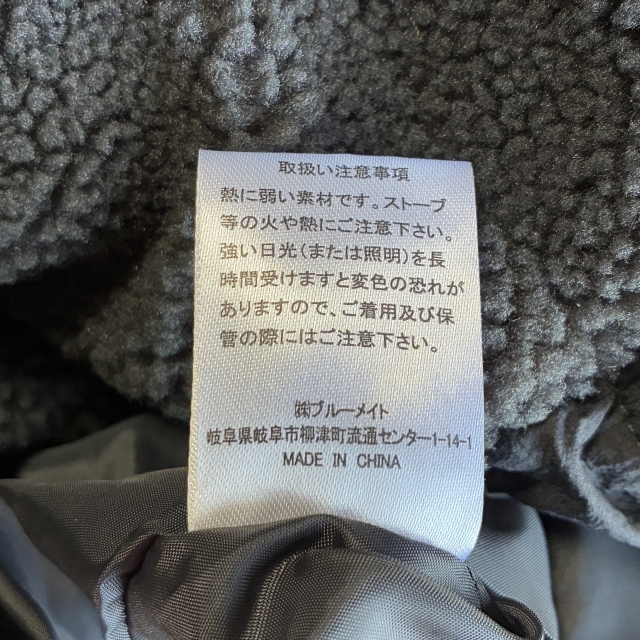 取扱い注意事項
熱に弱い素材です。ストーブ
等の火や熱にご注意下さい。
強い日光(または照明)を長
時間受けますと変色の恐れが
ありますので、ご着用及び保
管の際にはご注意下さい。
㈱ブルーメイト
岐阜県岐阜市柳津町流通センター1-14-1
MADE IN CHINA